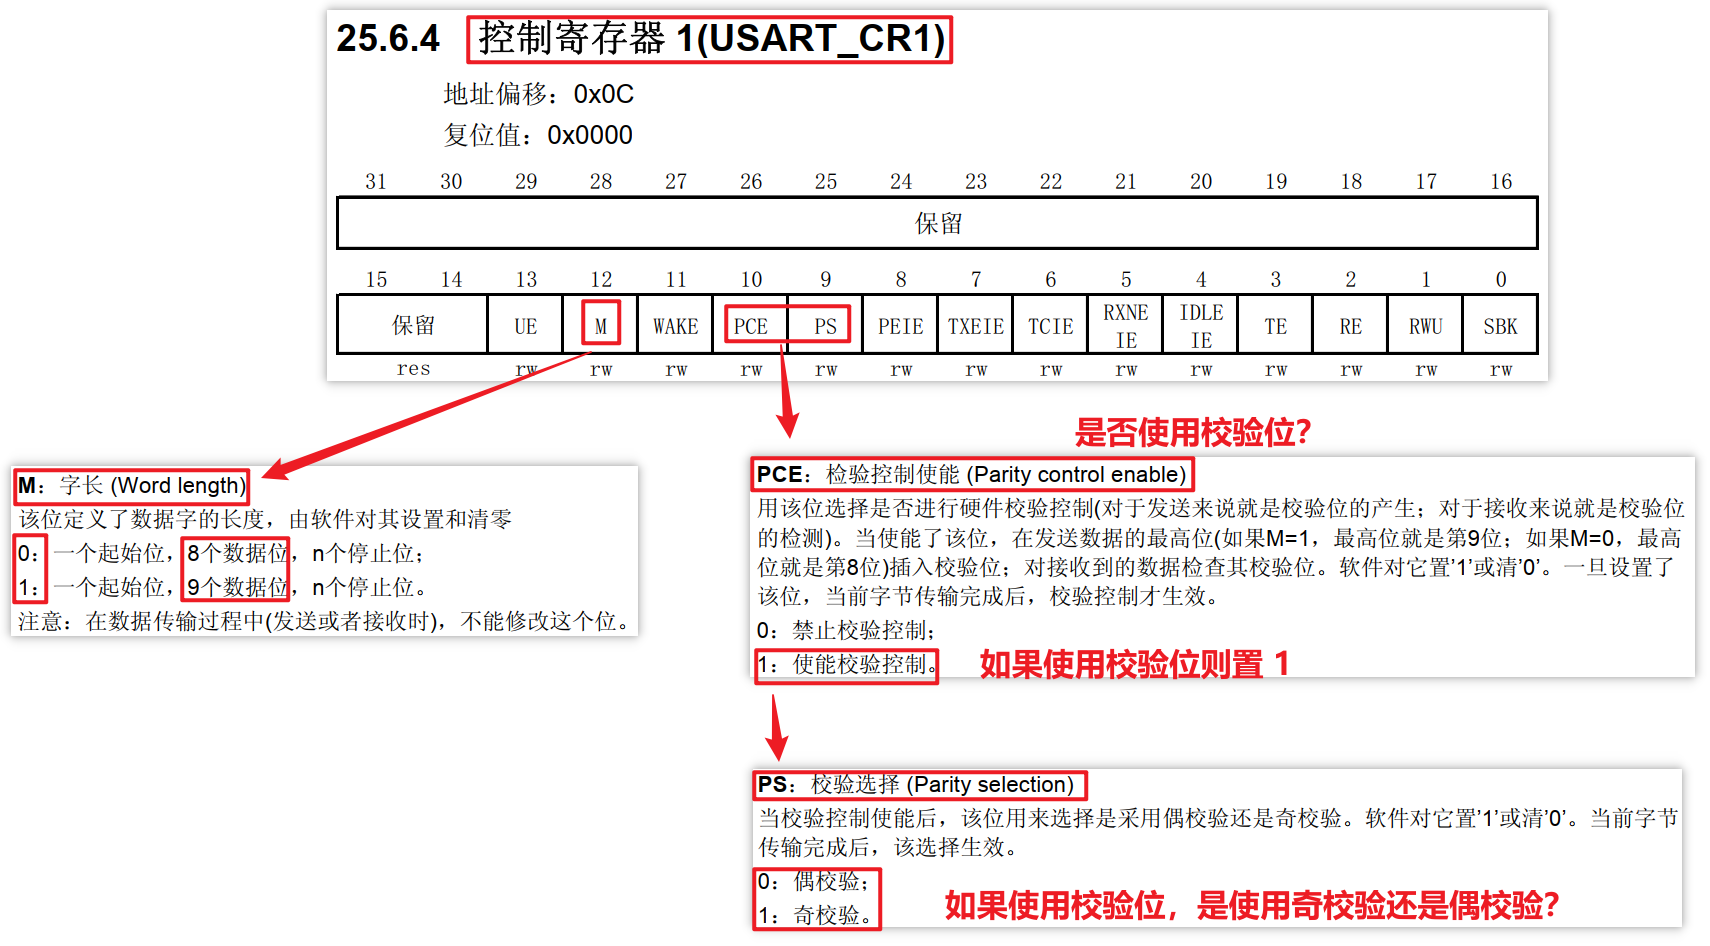 25.6.4 控制寄存器 1(USART_CR1)
地址偏移：0x0C
复位值：0x0000
31 30 29 28 27 26 25 24 23 22 21 20 19 18 17 16
保留
15 14 13 12 11 10 9 8 7 6 5 4 3 2 1 0
保留 UE M WAKE PCE PS PEIE TXEIE TCIE RXNE IE IDLE IE TE RE RWU SBK
res rw rw rw rw rw rw rw rw rw rw rw rw rw rw
M：字长 (Word length)
该位定义了数据字的长度，由软件对其设置和清零
0：一个起始位，8个数据位，n个停止位；
1：一个起始位，9个数据位，n个停止位。
注意：在数据传输过程中(发送或者接收时)，不能修改这个位。
是否使用校验位？
PCE：检验控制使能 (Parity control enable)
用该位选择是否进行硬件校验控制(对于发送来说就是校验位的产生；对于接收来说就是校验位
的检测)。当使能了该位，在发送数据的最高位(如果M=1，最高位就是第9位；如果M=0，最高
位就是第8位)插入校验位；对接收到的数据检查其校验位。软件对它置’1’或清’0’。一旦设置了
该位，当前字节传输完成后，校验控制才生效。
0：禁止校验控制；
1：使能校验控制。
如果使用校验位则置 1
PS：校验选择 (Parity selection)
当校验控制使能后，该位用来选择是采用偶校验还是奇校验。软件对它置’1’或清’0’。当前字节
传输完成后，该选择生效。
0：偶校验；
1：奇校验。
如果使用校验位，是使用奇校验还是偶校验？